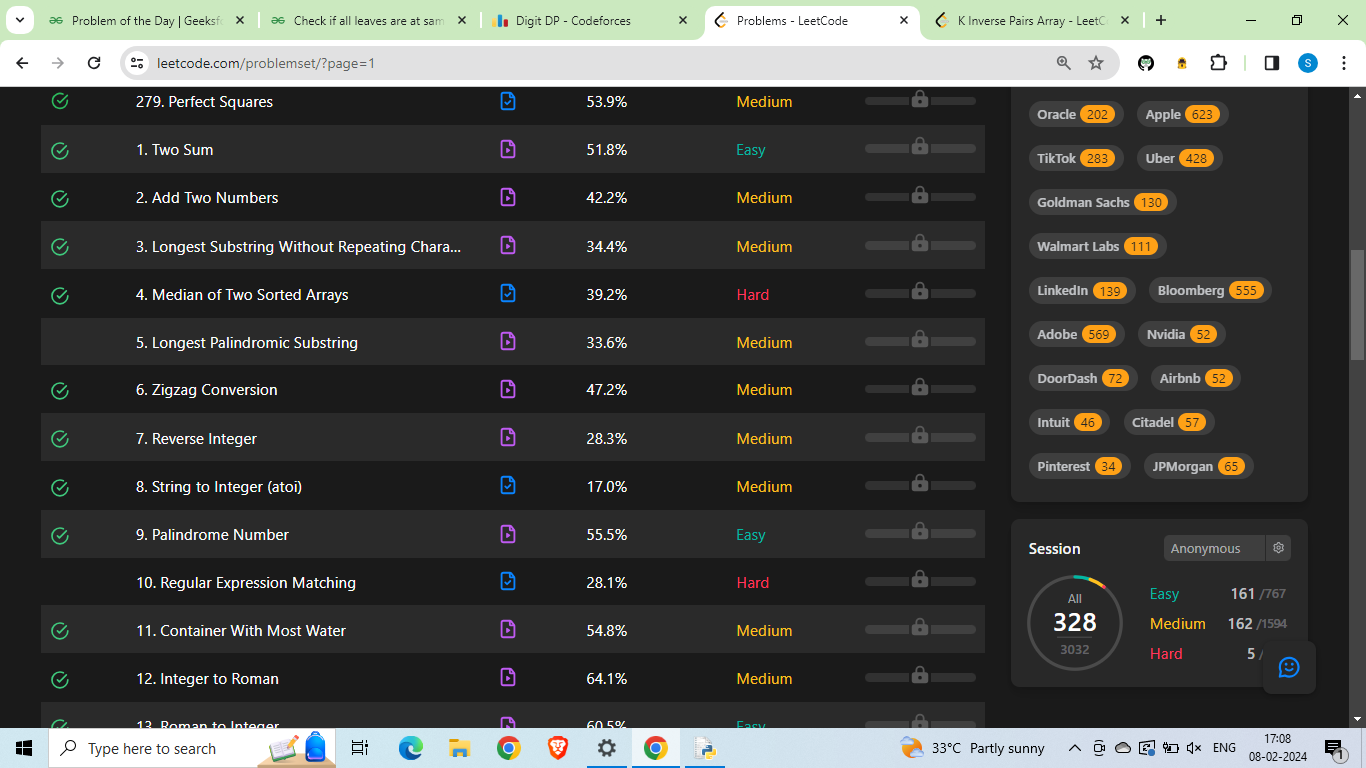 Problem of the Day | Geeksf
Check if all leaves are at sam
Digit DP - Codeforces
Problems - LeetCode
K Inverse Pairs Array - LeetC
leetcode.com/problemset/?page=1
S
279. Perfect Squares 53.9% Medium
1. Two Sum 51.8% Easy
2. Add Two Numbers 42.2% Medium
3. Longest Substring Without Repeating Chara... 34.4% Medium
4. Median of Two Sorted Arrays 39.2% Hard
5. Longest Palindromic Substring 33.6% Medium
6. Zigzag Conversion 47.2% Medium
7. Reverse Integer 28.3% Medium
8. String to Integer (atoi) 17.0% Medium
9. Palindrome Number 55.5% Easy
10. Regular Expression Matching 28.1% Hard
11. Container With Most Water 54.8% Medium
12. Integer to Roman 64.1% Medium
13. Roman to Integer 60.5% Easy
Oracle 202 Apple 623
TikTok 283 Uber 428
Goldman Sachs 130
Walmart Labs 111
LinkedIn 139 Bloomberg 555
Adobe 569 Nvidia 52
DoorDash 72 Airbnb 52
Intuit 46 Citadel 57
Pinterest 34 JPMorgan 65
Session Anonymous
All
328
3032
Easy 161 /767
Medium 162 /1594
Hard 5 /
Type here to search
33°C Partly sunny
ENG
17:08
08-02-2024
1